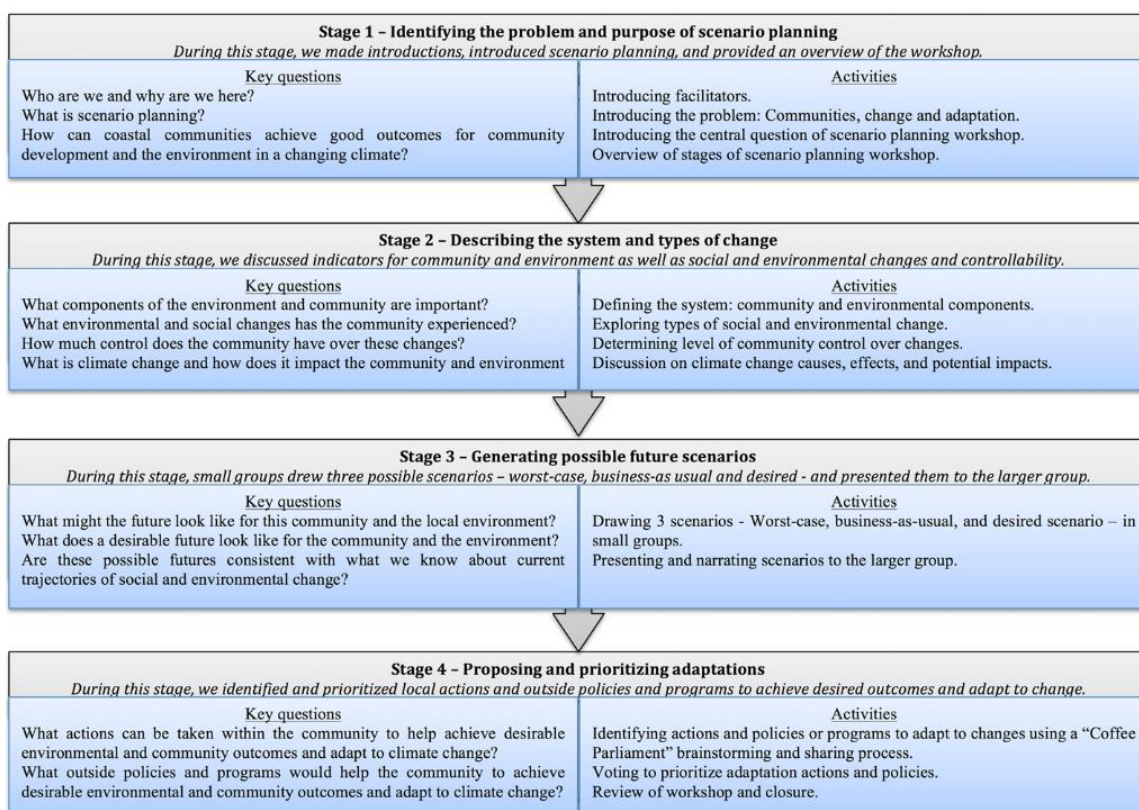 Stage 1 – Identifying the problem and purpose of scenario planning
During this stage, we made introductions, introduced scenario planning, and provided an overview of the workshop.
Key questions
Who are we and why are we here?
What is scenario planning?
How can coastal communities achieve good outcomes for community
development and the environment in a changing climate?
Activities
Introducing facilitators.
Introducing the problem: Communities, change and adaptation.
Introducing the central question of scenario planning workshop.
Overview of stages of scenario planning workshop.
Stage 2 – Describing the system and types of change
During this stage, we discussed indicators for community and environment as well as social and environmental changes and controllability.
Key questions
What components of the environment and community are important?
What environmental and social changes has the community experienced?
How much control does the community have over these changes?
What is climate change and how does it impact the community and environment
Activities
Defining the system: community and environmental components.
Exploring types of social and environmental change.
Determining level of community control over changes.
Discussion on climate change causes, effects, and potential impacts.
Stage 3 – Generating possible future scenarios
During this stage, small groups drew three possible scenarios – worst-case, business-as usual and desired - and presented them to the larger group.
Key questions
What might the future look like for this community and the local environment?
What does a desirable future look like for the community and the environment?
Are these possible futures consistent with what we know about current
trajectories of social and environmental change?
Activities
Drawing 3 scenarios - Worst-case, business-as-usual, and desired scenario – in
small groups.
Presenting and narrating scenarios to the larger group.
Stage 4 – Proposing and prioritizing adaptations
During this stage, we identified and prioritized local actions and outside policies and programs to achieve desired outcomes and adapt to change.
Key questions
What actions can be taken within the community to help achieve desirable
environmental and community outcomes and adapt to climate change?
What outside policies and programs would help the community to achieve
desirable environmental and community outcomes and adapt to climate change?
Activities
Identifying actions and policies or programs to adapt to changes using a “Coffee
Parliament” brainstorming and sharing process.
Voting to prioritize adaptation actions and policies.
Review of workshop and closure.